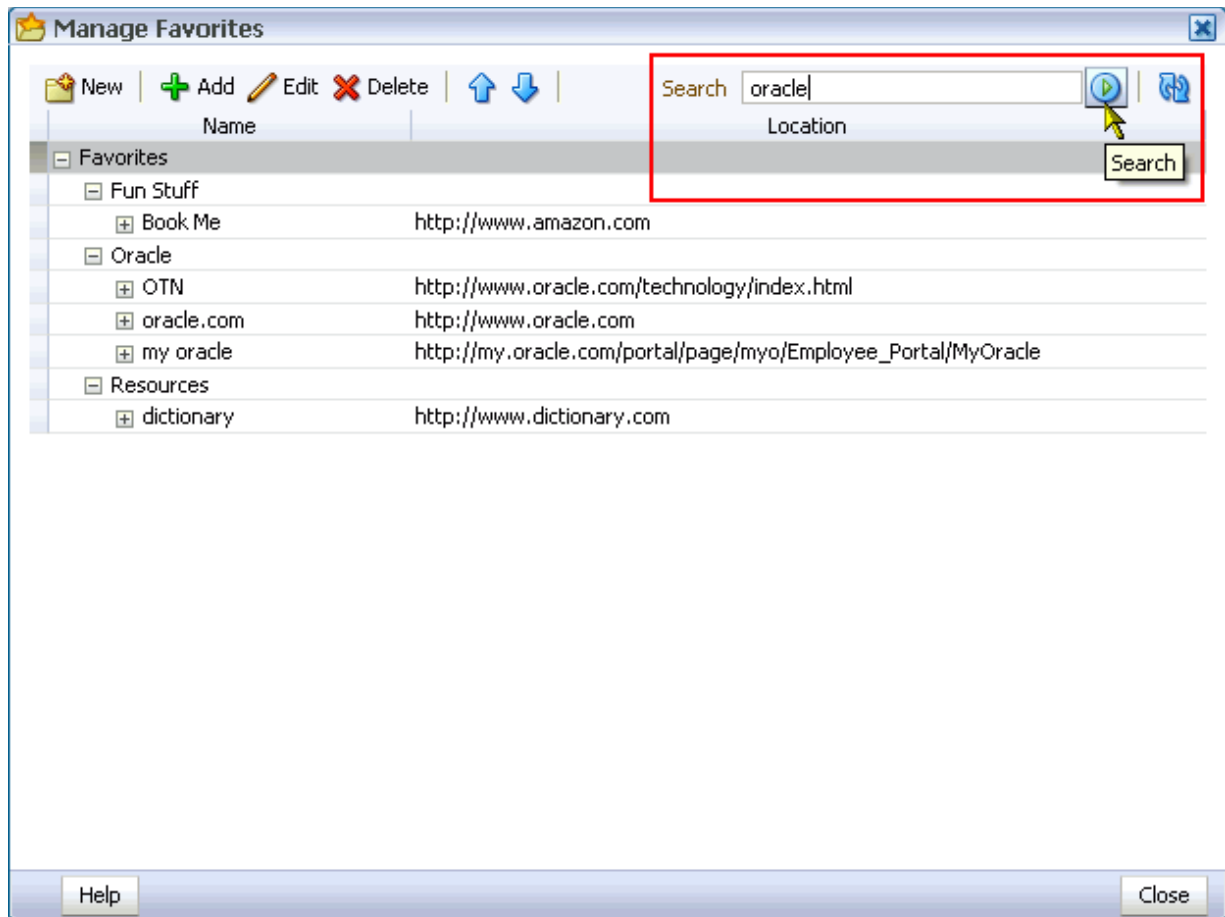 Manage Favorites
New Add Edit Delete Search oracle
Name Location
Search
Favorites
Fun Stuff
Book Me http://www.amazon.com
Oracle
OTN http://www.oracle.com/technology/index.html
oracle.com http://www.oracle.com
my oracle http://my.oracle.com/portal/page/myo/Employee_Portal/MyOracle
Resources
dictionary http://www.dictionary.com
Help Close